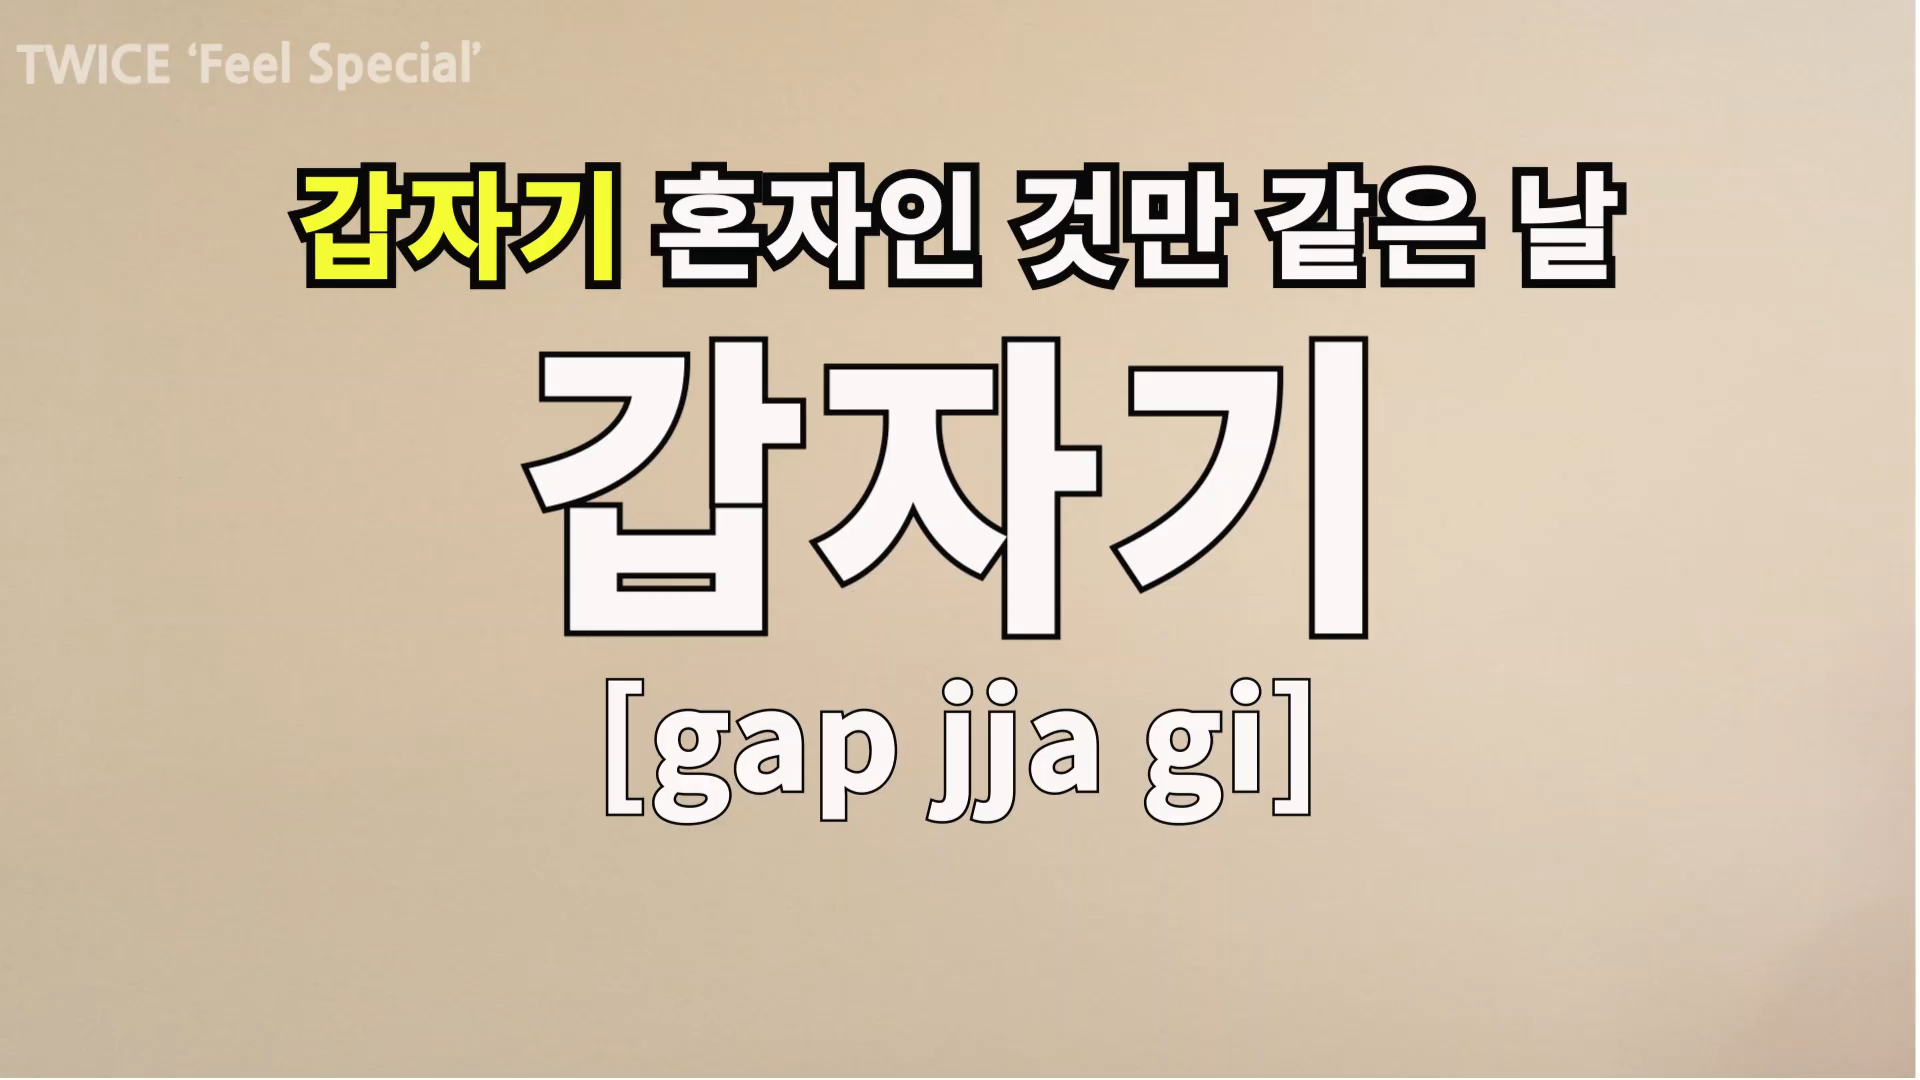 TWICE ‘Feel Special’
갑자기 혼자인 것만 같은 날
갑자기
[gap jja gi]